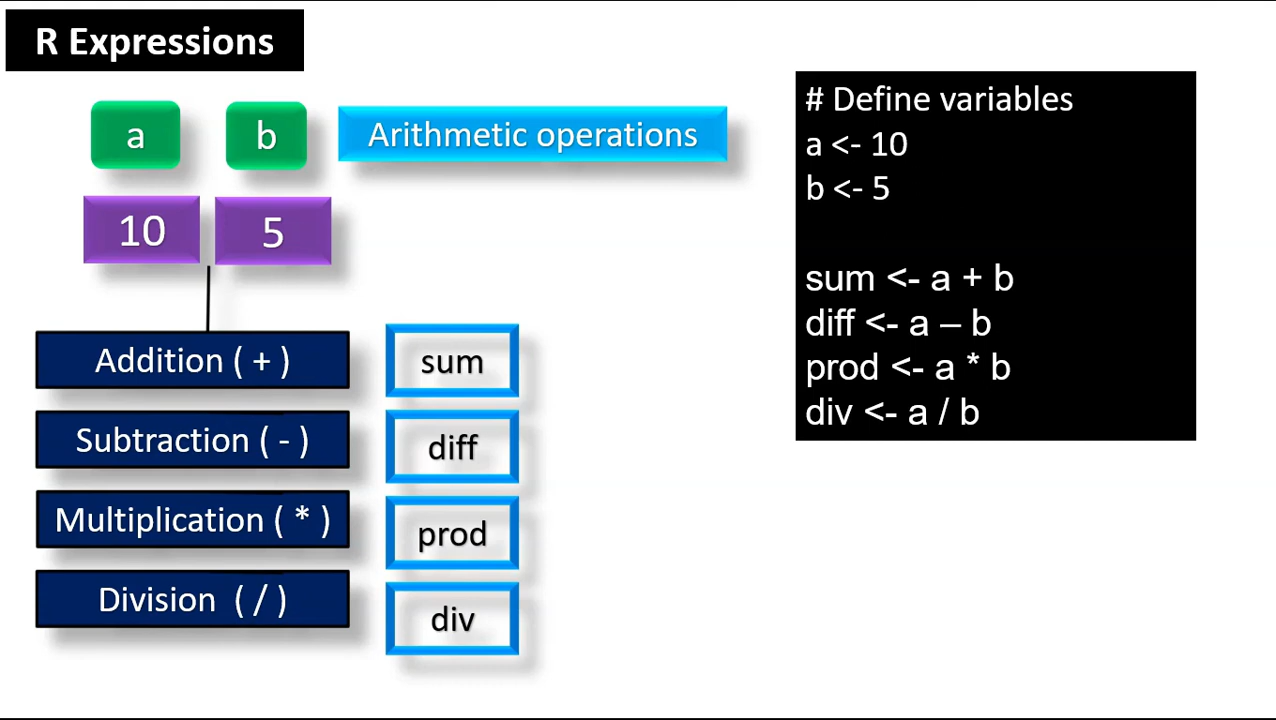 R Expressions
a
b
Arithmetic operations
10
5
Addition ( + )
sum
Subtraction ( - )
diff
Multiplication ( * )
prod
Division  ( / )
div
# Define variables
a <- 10
b <- 5
sum <- a + b
diff <- a – b
prod <- a * b
div <- a / b